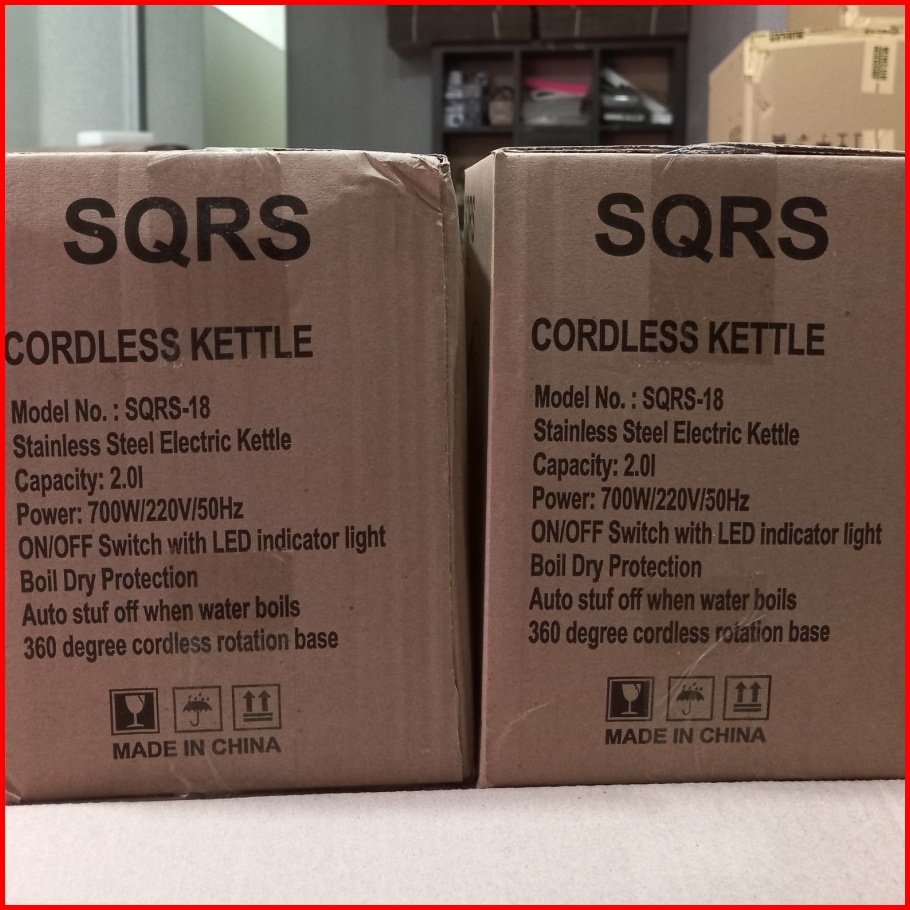 SQRS
CORDLESS KETTLE
Model No. : SQRS-18
Stainless Steel Electric Kettle
Capacity: 2.0l
Power: 700W/220V/50Hz
ON/OFF Switch with LED indicator light
Boil Dry Protection
Auto stuf off when water boils
360 degree cordless rotation base
MADE IN CHINA
SQRS
CORDLESS KETTLE
Model No. : SQRS-18
Stainless Steel Electric Kettle
Capacity: 2.0l
Power: 700W/220V/50Hz
ON/OFF Switch with LED indicator light
Boil Dry Protection
Auto stuf off when water boils
360 degree cordless rotation base
MADE IN CHINA